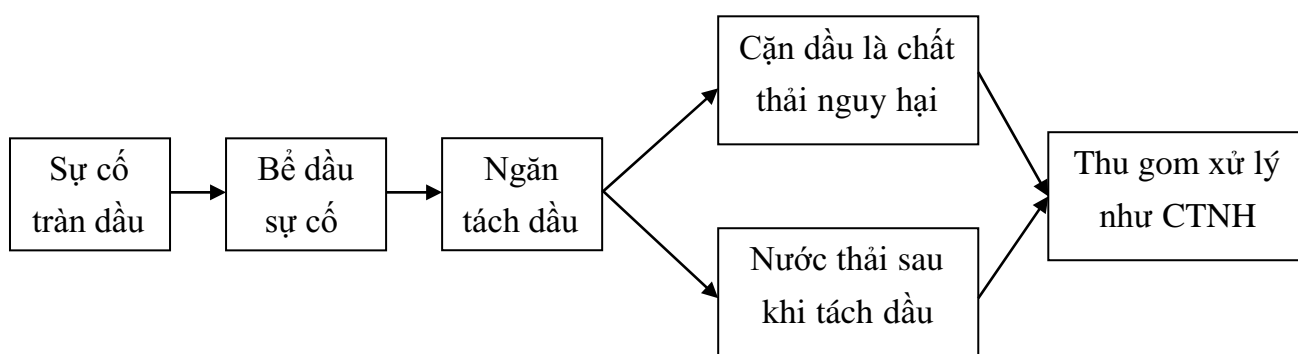 Sự cố
tràn dầu
Bể dầu
sự cố
Ngăn
tách dầu
Cặn dầu là chất
thải nguy hại
Nước thải sau
khi tách dầu
Thu gom xử lý
như CTNH